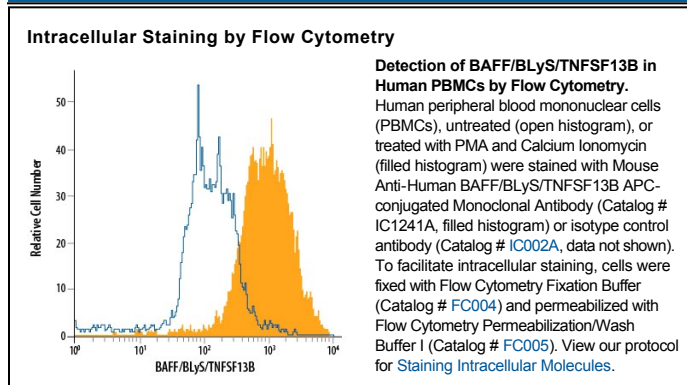 Intracellular Staining by Flow Cytometry
Detection of BAFF/BLyS/TNFSF13B in
Human PBMCs by Flow Cytometry.
Human peripheral blood mononuclear cells
(PBMCs), untreated (open histogram), or
treated with PMA and Calcium Ionomycin
(filled histogram) were stained with Mouse
Anti-Human BAFF/BLyS/TNFSF13B APC-
conjugated Monoclonal Antibody (Catalog #
IC1241A, filled histogram) or isotype control
antibody (Catalog # IC002A, data not shown).
To facilitate intracellular staining, cells were
fixed with Flow Cytometry Fixation Buffer
(Catalog # FC004) and permeabilized with
Flow Cytometry Permeabilization/Wash
Buffer I (Catalog # FC005). View our protocol
for Staining Intracellular Molecules.
Relative Cell Number
50
40
30
20
10
0
10⁰ 10¹ 10² 10³ 10⁴
BAFF/BLyS/TNFSF13B